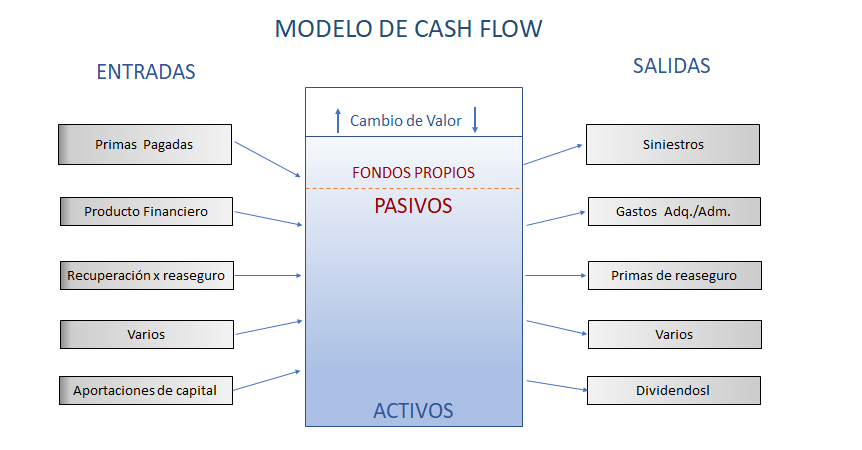 MODELO DE CASH FLOW
ENTRADAS
SALIDAS
Cambio de Valor
Primas Pagadas
Siniestros
FONDOS PROPIOS
PASIVOS
Producto Financiero
Gastos Adq./Adm.
Recuperación x reaseguro
Primas de reaseguro
Varios
Varios
Aportaciones de capital
Dividendosl
ACTIVOS